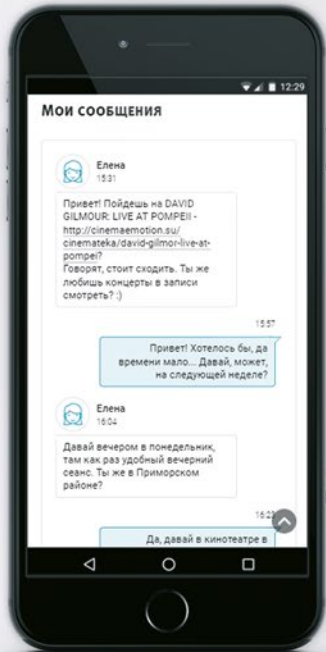 12:29
Мои сообщения
Елена
15:31
Привет! Пойдешь на DAVID
GILMOUR: LIVE AT POMPEII -
http://cinemaemotion.su/
cinemateka/david-gilmor-live-at-
pompei?
Говорят, стоит сходить. Ты же
любишь концерты в записи
смотреть? :)
15:57
Привет! Хотелось бы, да
времени мало... Давай, может,
на следующей неделе?
Елена
16:04
Давай вечером в понедельник,
там как раз удобный вечерний
сеанс. Ты же в Приморском
районе?
Да, давай в кинотеатре в